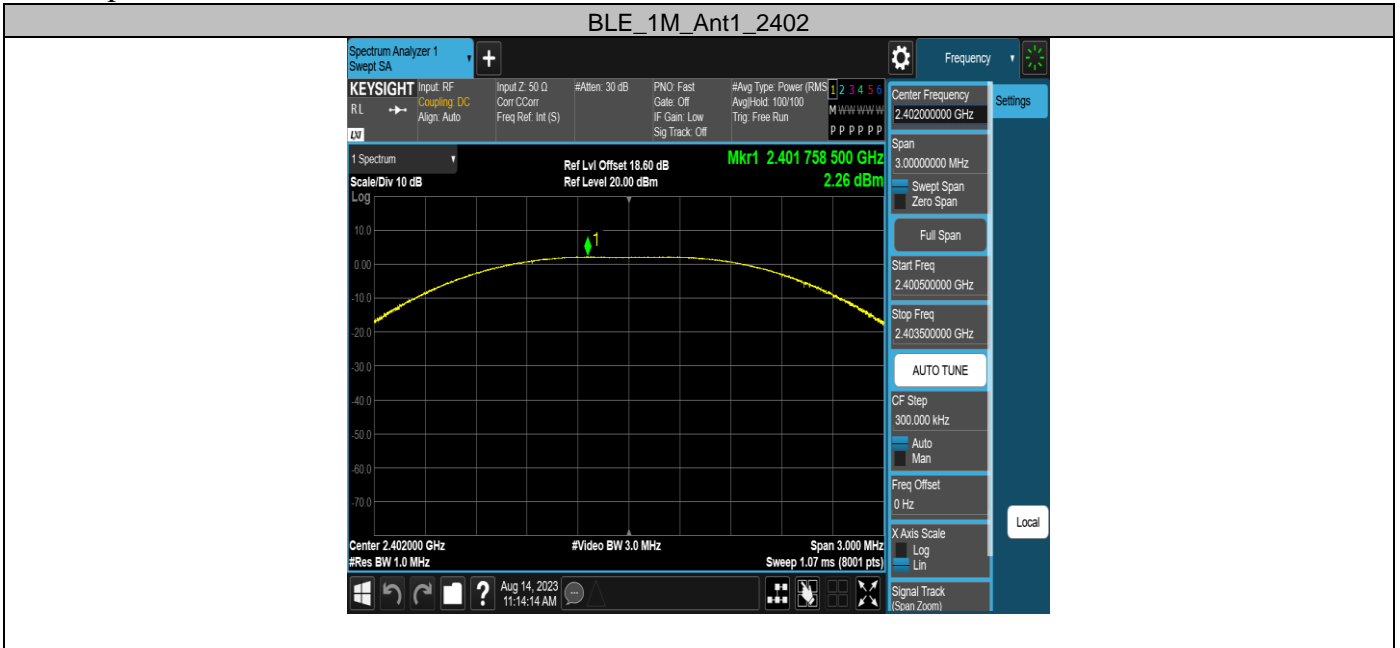 BLE_1M_Ant1_2402
Spectrum Analyzer 1
Swept SA
+
Frequency
KEYSIGHT
RL
LXI
Input: RF
Coupling: DC
Align: Auto
Input Z: 50 Ω
Corr CCorr
Freq Ref: Int (S)
#Atten: 30 dB
PNO: Fast
Gate: Off
IF Gain: Low
Sig Track: Off
#Avg Type: Power (RMS
Avg|Hold: 100/100
Trig: Free Run
1 2 3 4 5 6
M W W W W W
P P P P P P
1 Spectrum
Scale/Div 10 dB
Ref Lvl Offset 18.60 dB
Ref Level 20.00 dBm
Mkr1 2.401 758 500 GHz
2.26 dBm
Log
10.0
0.00
-10.0
-20.0
-30.0
-40.0
-50.0
-60.0
-70.0
1
Center 2.402000 GHz
#Res BW 1.0 MHz
#Video BW 3.0 MHz
Span 3.000 MHz
Sweep 1.07 ms (8001 pts)
Center Frequency
2.402000000 GHz
Settings
Span
3.00000000 MHz
Swept Span
Zero Span
Full Span
Start Freq
2.400500000 GHz
Stop Freq
2.403500000 GHz
AUTO TUNE
CF Step
300.000 kHz
Auto
Man
Freq Offset
0 Hz
X Axis Scale
Log
Lin
Local
Signal Track
(Span Zoom)
?
Aug 14, 2023
11:14:14 AM